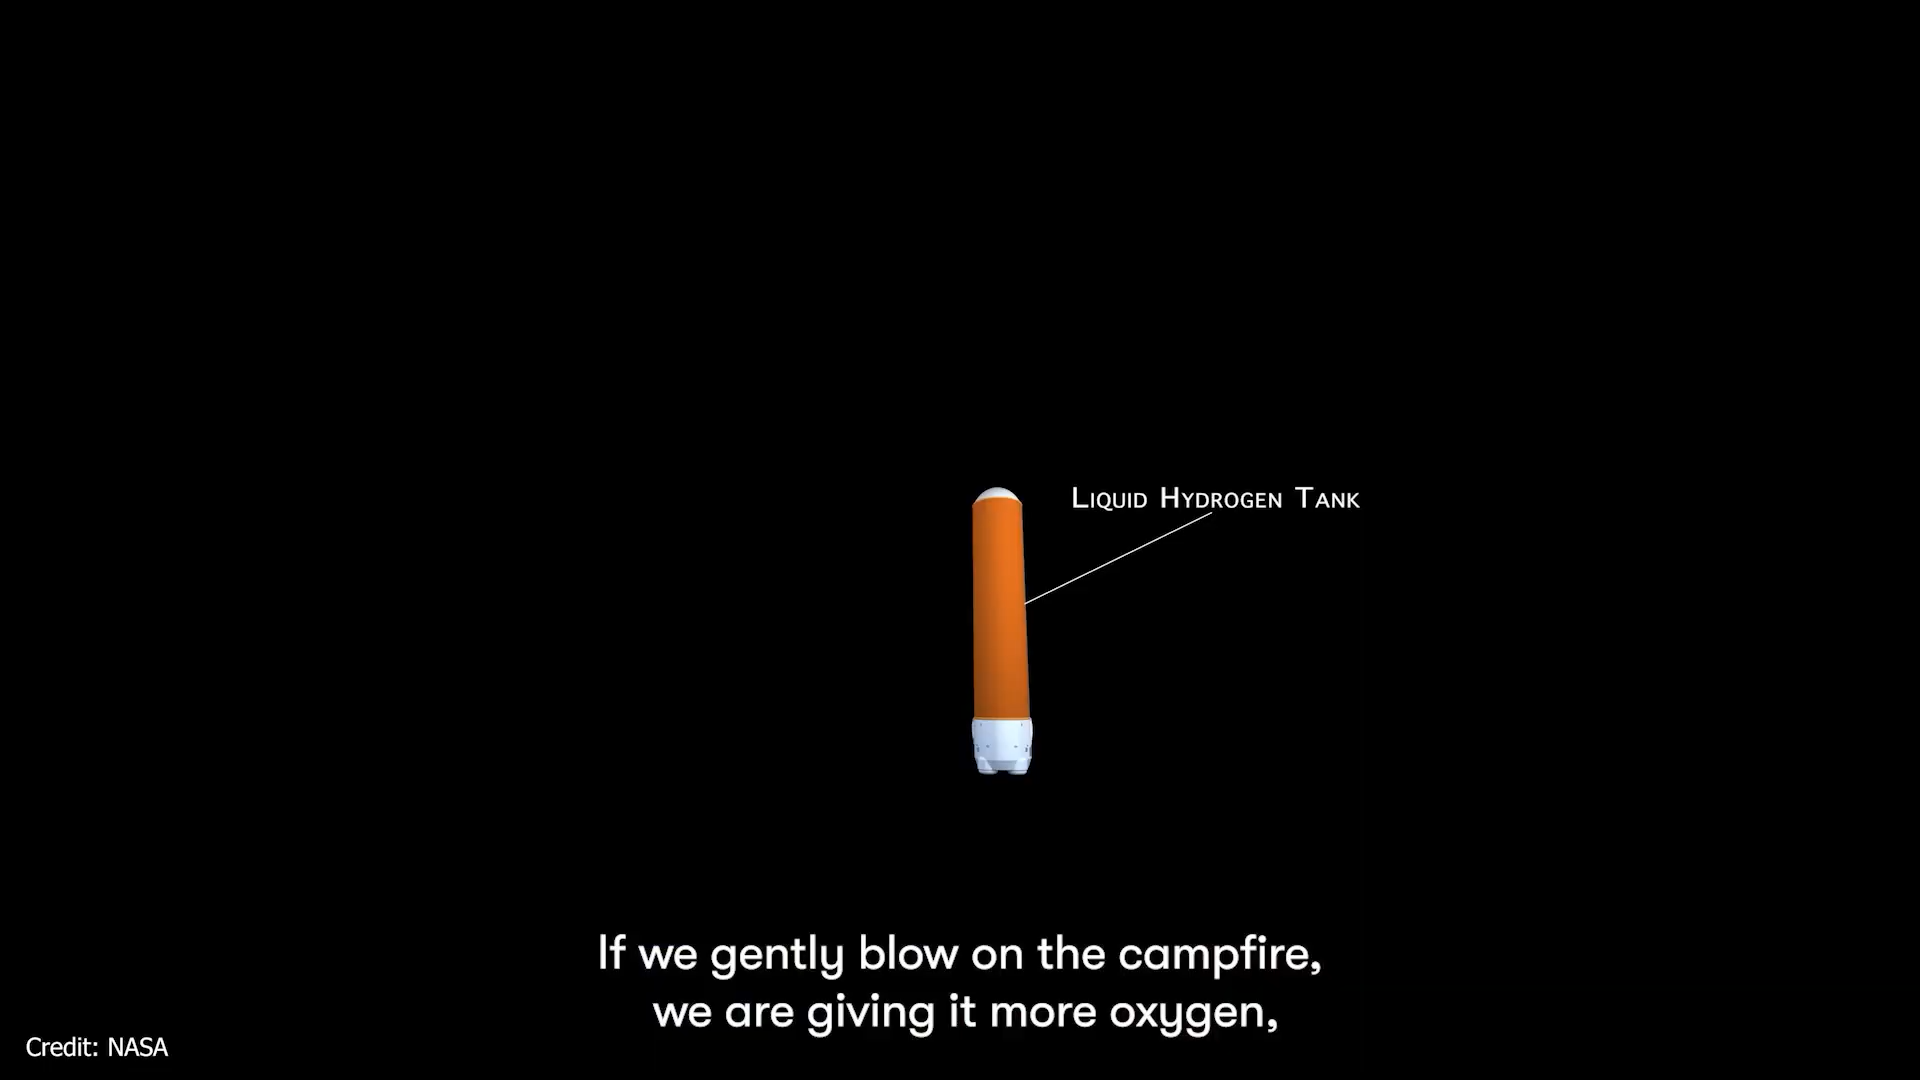 Liquid Hydrogen Tank
If we gently blow on the campfire,
we are giving it more oxygen,
Credit: NASA